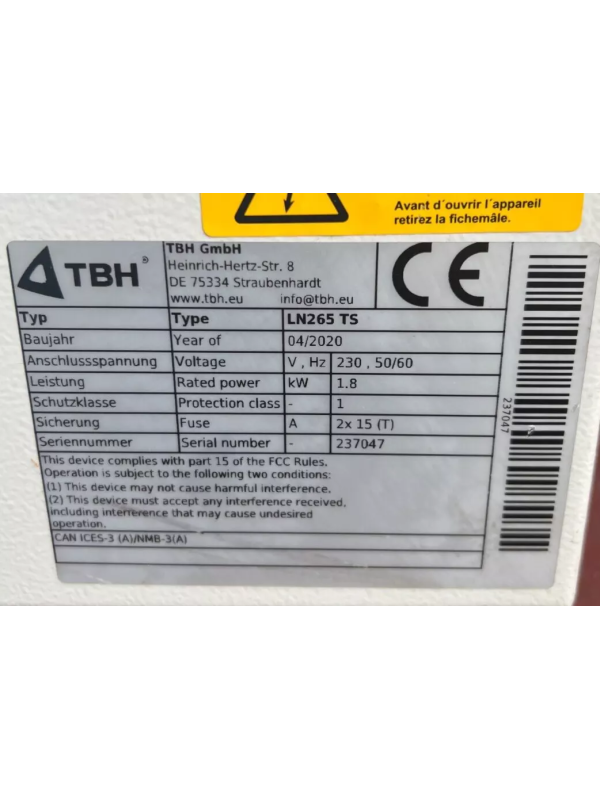 Avant d´ouvrir l´appareil
retirez la fichemâle.
TBH®
TBH GmbH
Heinrich-Hertz-Str. 8
DE 75334 Straubenhardt
www.tbh.eu info@tbh.eu
CE
Typ Type LN265 TS
Baujahr Year of 04/2020
Anschlussspannung Voltage V , Hz 230 , 50/60
Leistung Rated power kW 1.8
Schutzklasse Protection class - 1
Sicherung Fuse A 2x 15 (T)
Seriennummer Serial number - 237047
This device complies with part 15 of the FCC Rules.
Operation is subject to the following two conditions:
(1) This device may not cause harmful interference.
(2) This device must accept any interference received,
including interference that may cause undesired
operation.
CAN ICES-3 (A)/NMB-3(A)
237047